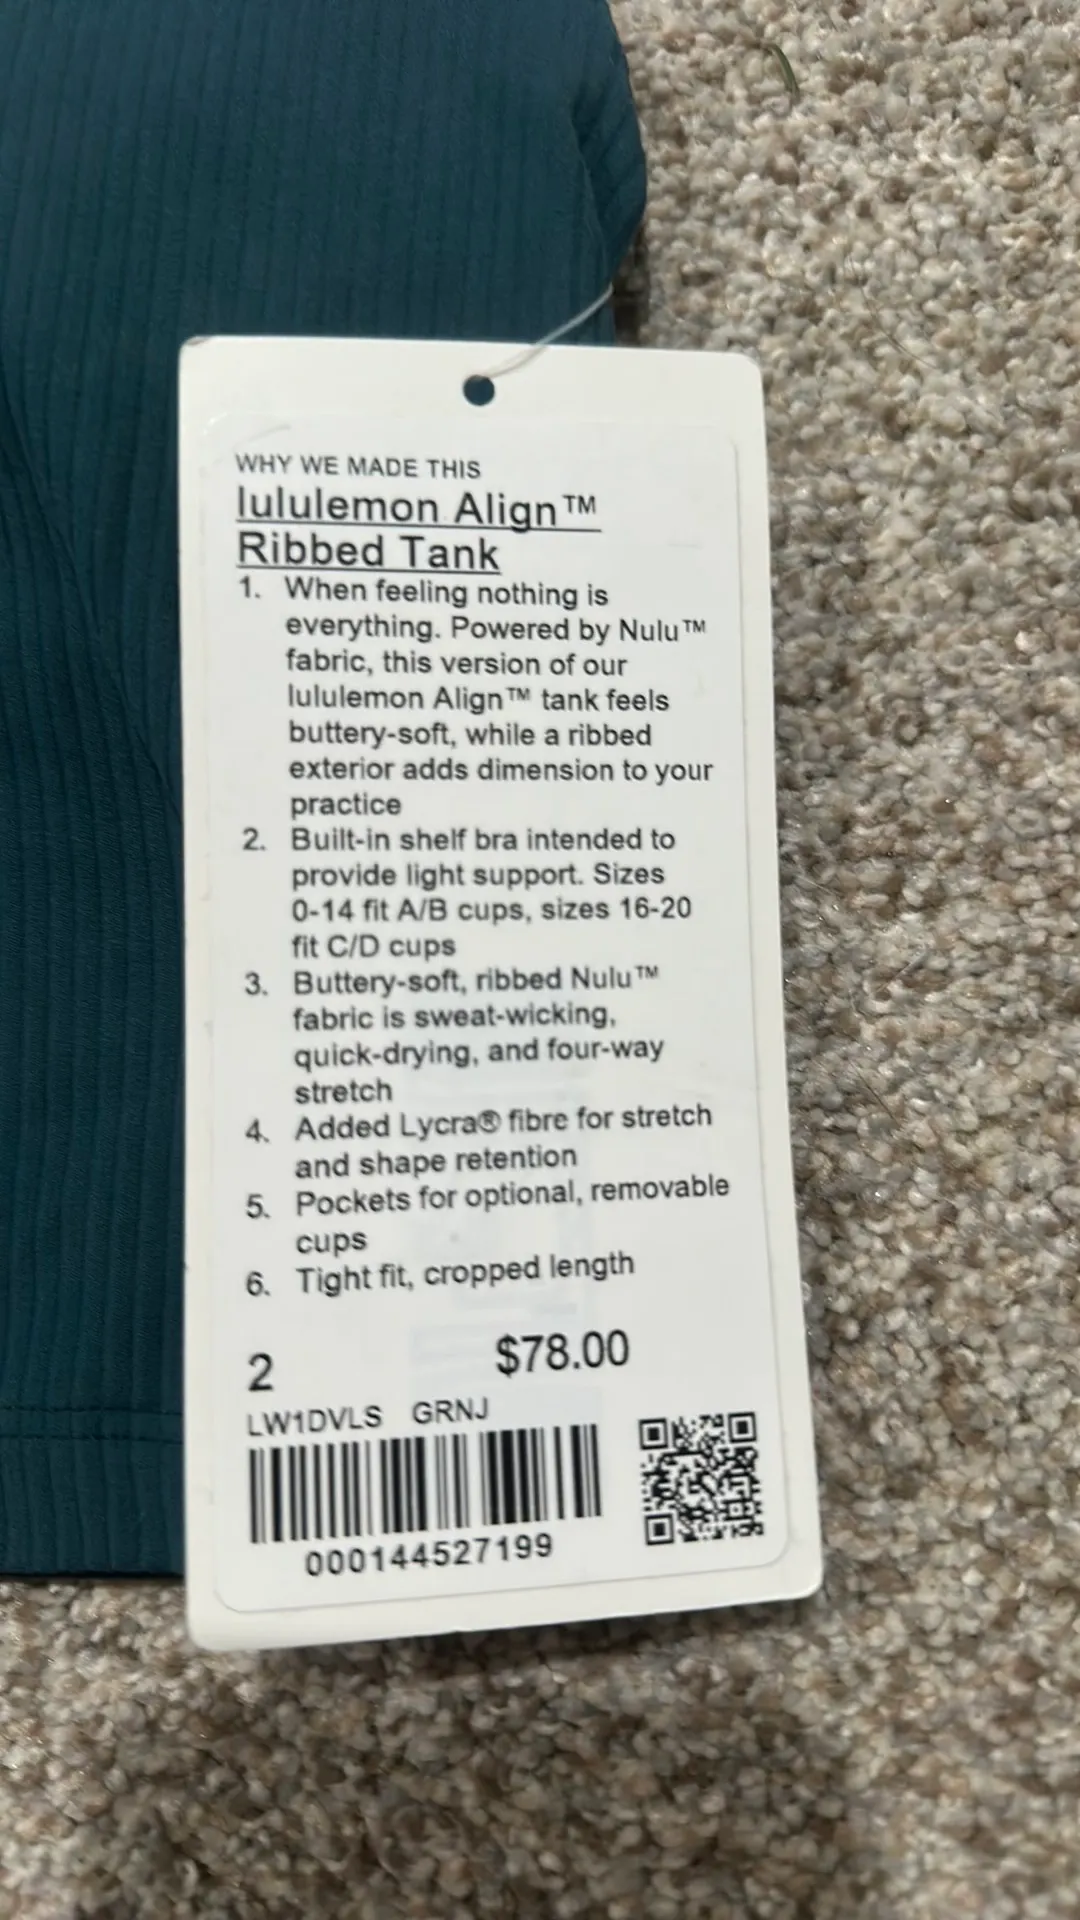 WHY WE MADE THIS
lululemon Align™
Ribbed Tank
1. When feeling nothing is
everything. Powered by Nulu™
fabric, this version of our
lululemon Align™ tank feels
buttery-soft, while a ribbed
exterior adds dimension to your
practice
2. Built-in shelf bra intended to
provide light support. Sizes
0-14 fit A/B cups, sizes 16-20
fit C/D cups
3. Buttery-soft, ribbed Nulu™
fabric is sweat-wicking,
quick-drying, and four-way
stretch
4. Added Lycra® fibre for stretch
and shape retention
5. Pockets for optional, removable
cups
6. Tight fit, cropped length
2 $78.00
LW1DVLS GRNJ
000144527199